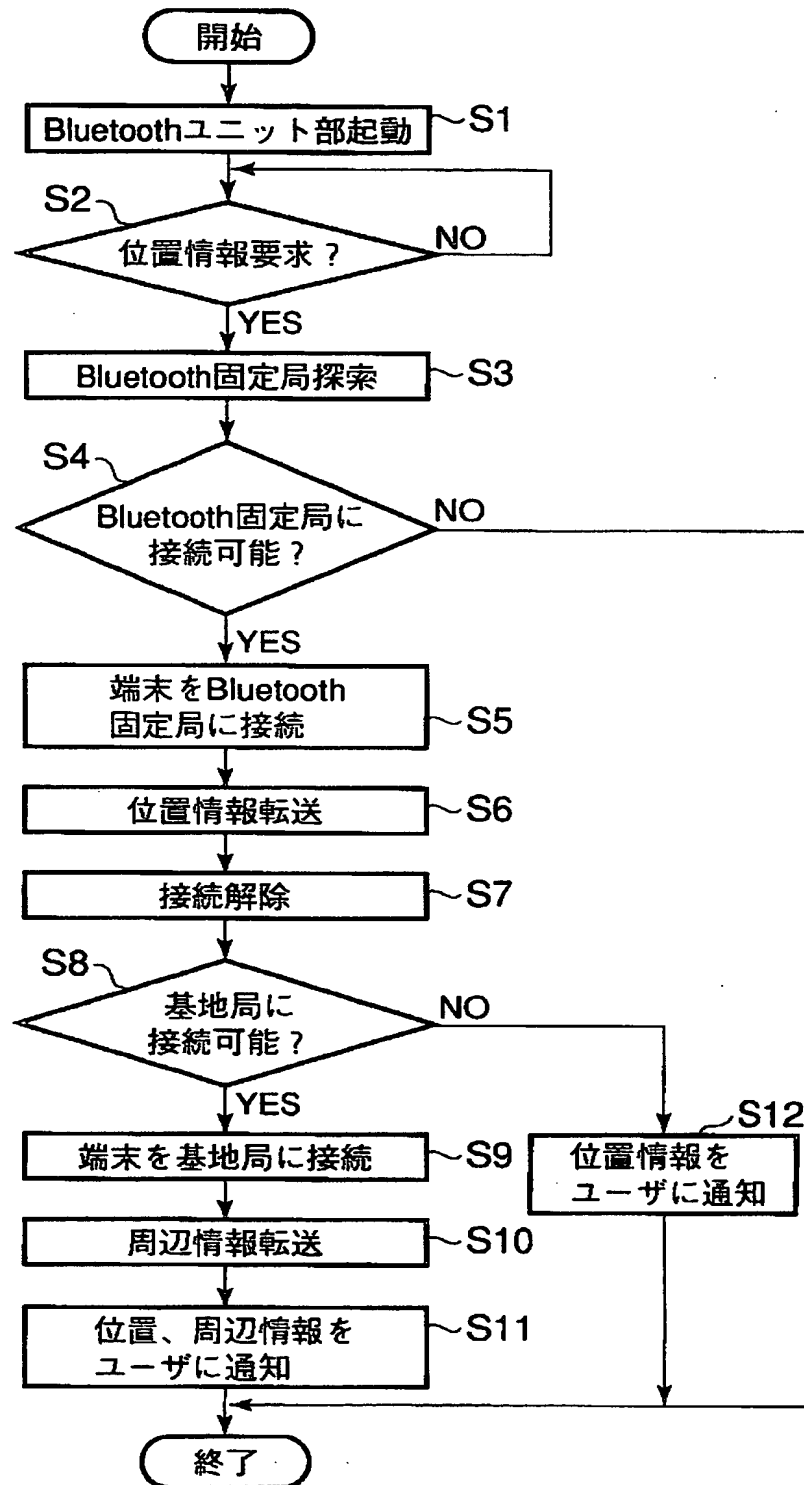 開始
Bluetoothユニット部起動
S1
S2
位置情報要求？
NO
YES
Bluetooth固定局探索
S3
S4
Bluetooth固定局に
接続可能？
NO
YES
端末をBluetooth
固定局に接続
S5
位置情報転送
S6
接続解除
S7
S8
基地局に
接続可能？
NO
YES
S12
端末を基地局に接続
S9
位置情報を
ユーザに通知
周辺情報転送
S10
位置、周辺情報を
ユーザに通知
S11
終了